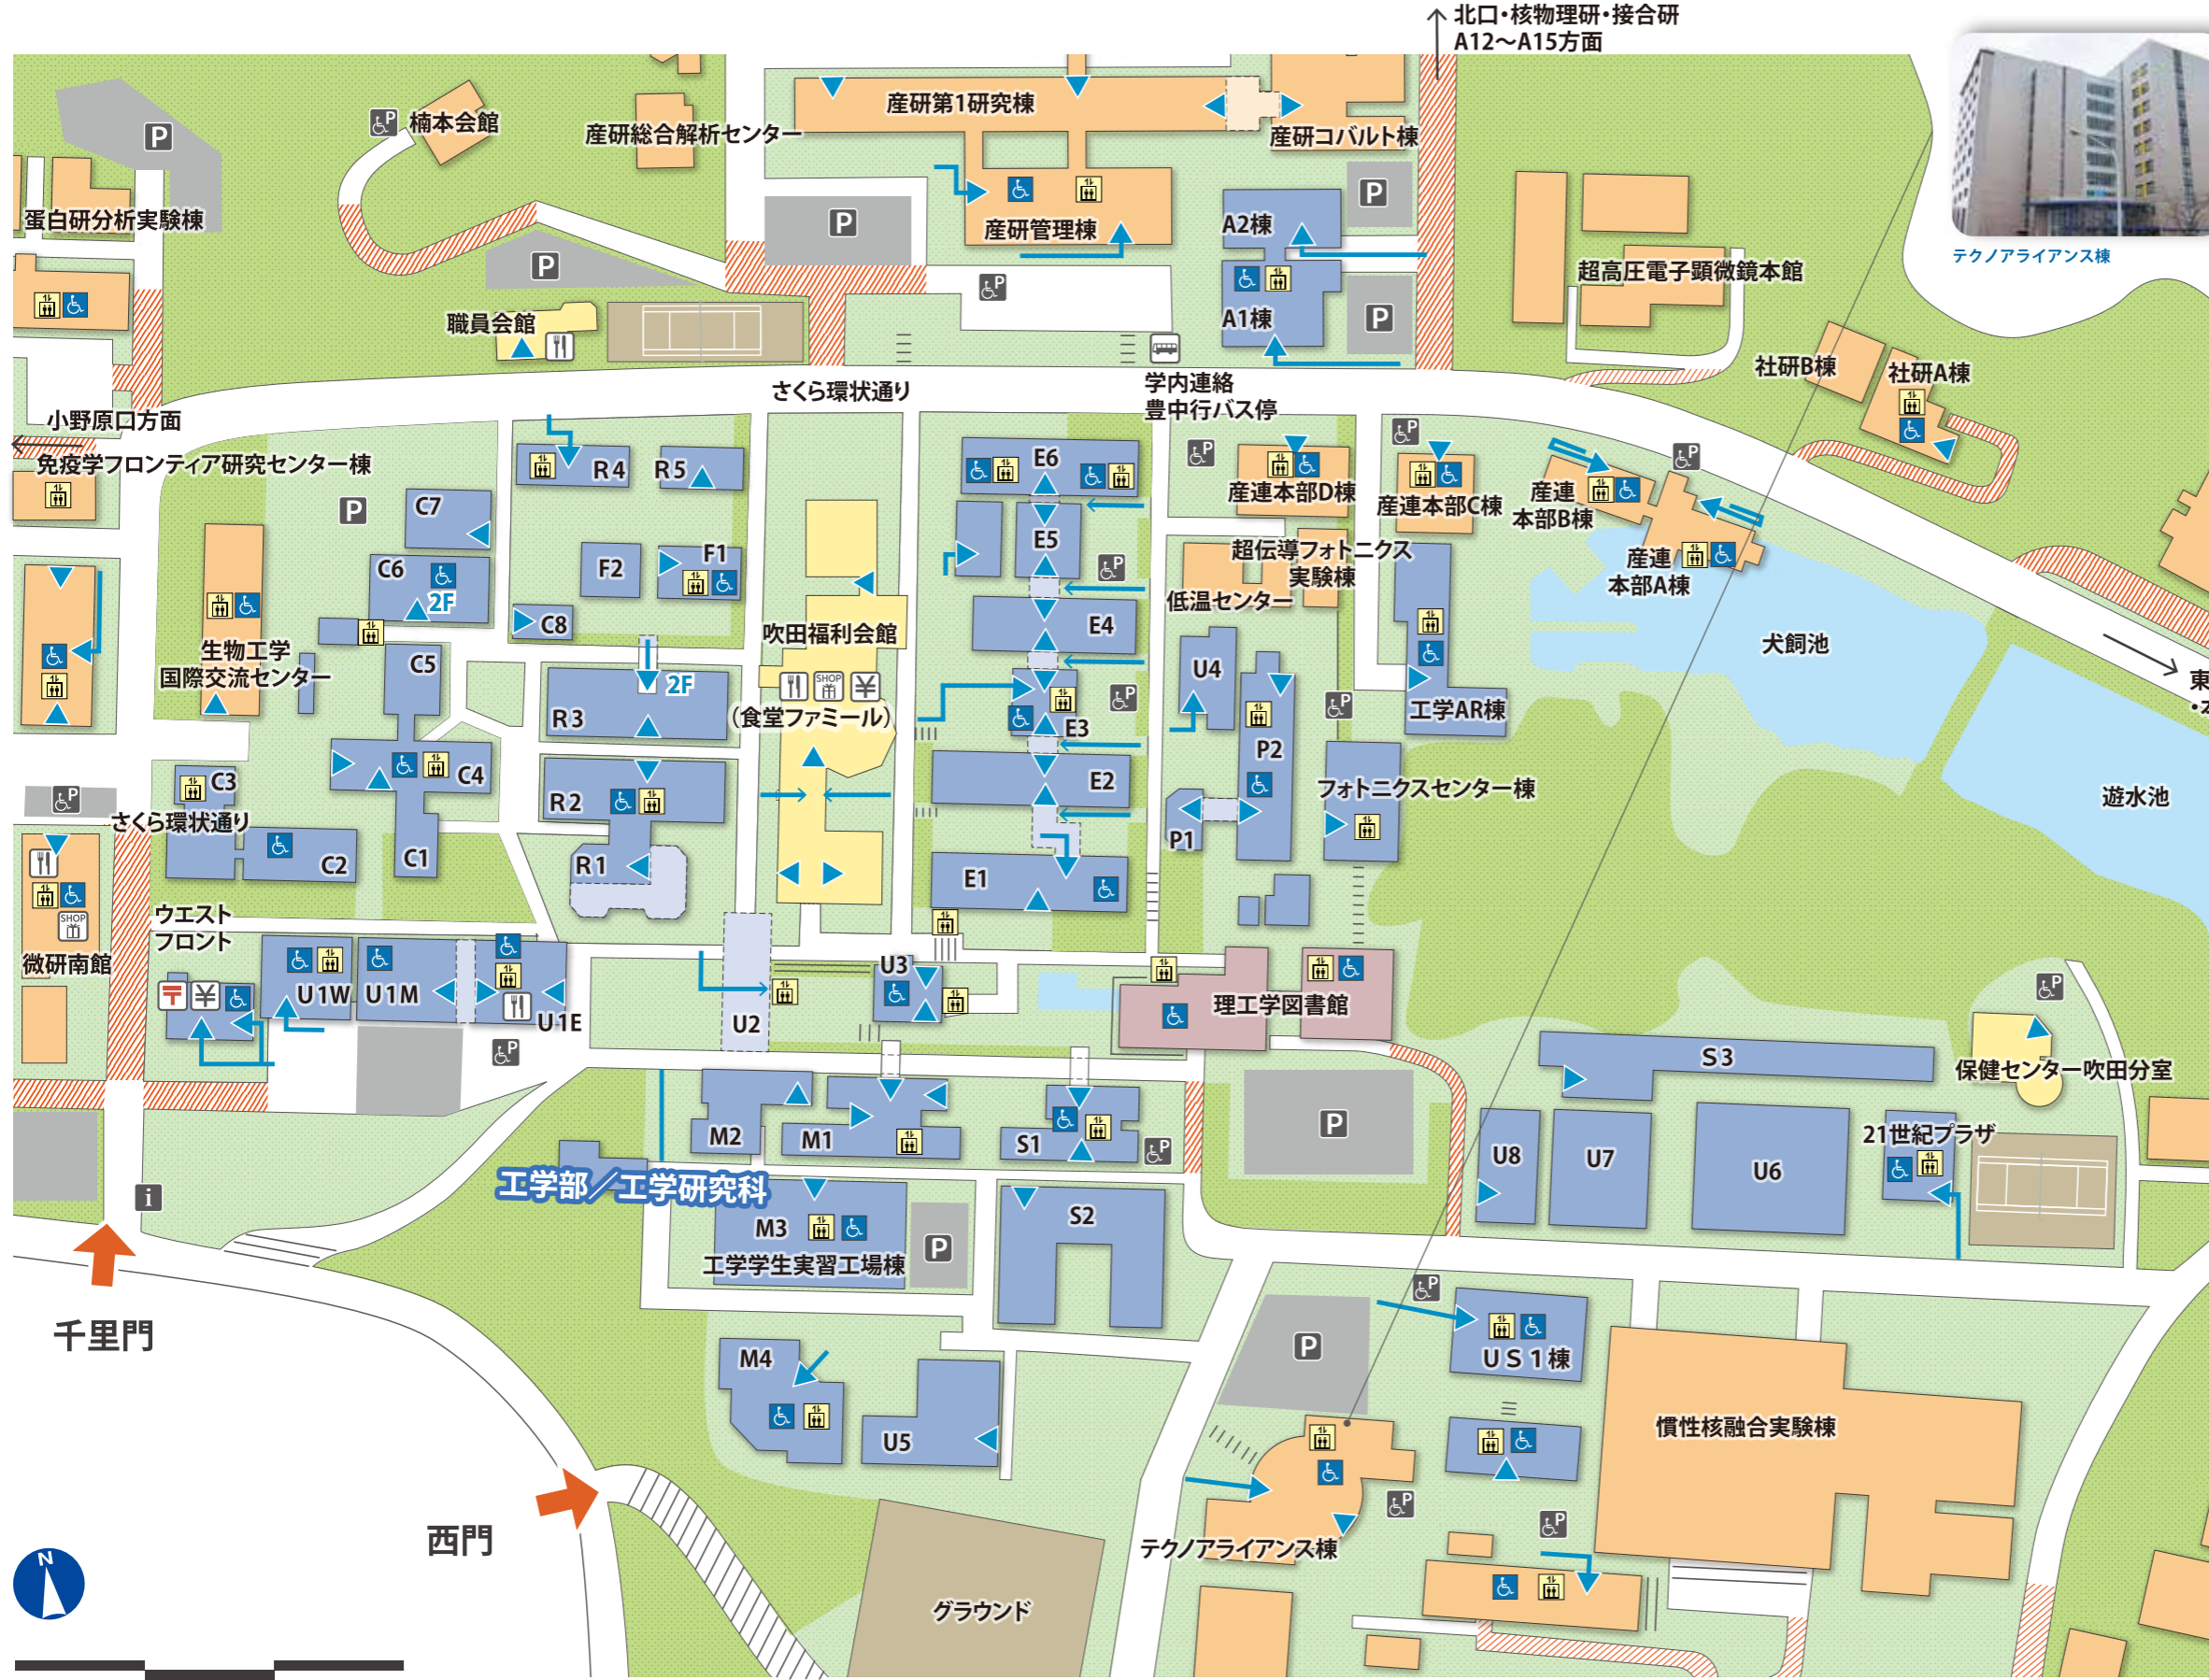 北口・核物理研・接合研
A12〜A15方面
テクノアライアンス棟
P
楠本会館
産研総合解析センター
産研第1研究棟
産研コバルト棟
蛋白研分析実験棟
P
P
産研管理棟
A2棟
P
超高圧電子顕微鏡本館
職員会館
A1棟
P
社研B棟
社研A棟
さくら環状通り
学内連絡
豊中行バス停
小野原口方面
免疫学フロンティア研究センター棟
P
C7
R4
R5
E6
産連本部D棟
産連本部C棟
産連
本部B棟
C6
2F
F2
F1
E5
超伝導フォトニクス
実験棟
産連
本部A棟
C8
低温センター
E4
吹田福利会館
犬飼池
生物工学
国際交流センター
C5
2F
SHOP
¥
(食堂ファミール)
U4
R3
E3
工学AR棟
東
P2
C3
C4
R2
E2
フォトニクスセンター棟
遊水池
さくら環状通り
C2
C1
R1
E1
P1
SHOP
ウエスト
フロント
微研南館
〒
¥
U1W
U1M
U1E
U2
U3
理工学図書館
S3
保健センター吹田分室
M2
M1
S1
P
U8
U7
U6
21世紀プラザ
工学部／工学研究科
i
M3
工学学生実習工場棟
P
S2
千里門
M4
U5
P
US1棟
慣性核融合実験棟
西門
テクノアライアンス棟
グラウンド
N